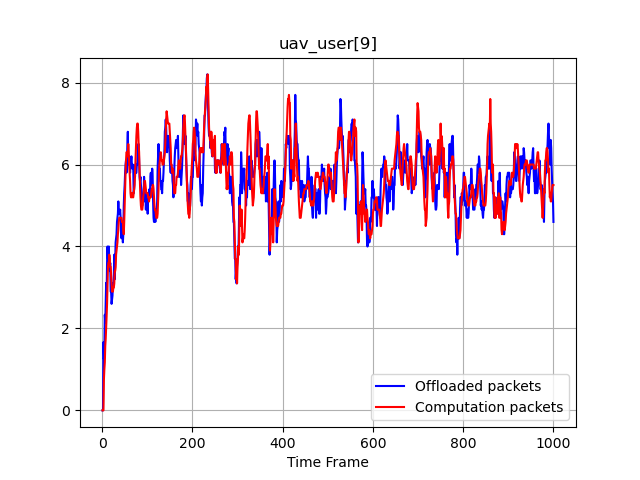 uav_user[9]
8
6
4
2
0
Offloaded packets
Computation packets
0 200 400 600 800 1000
Time Frame